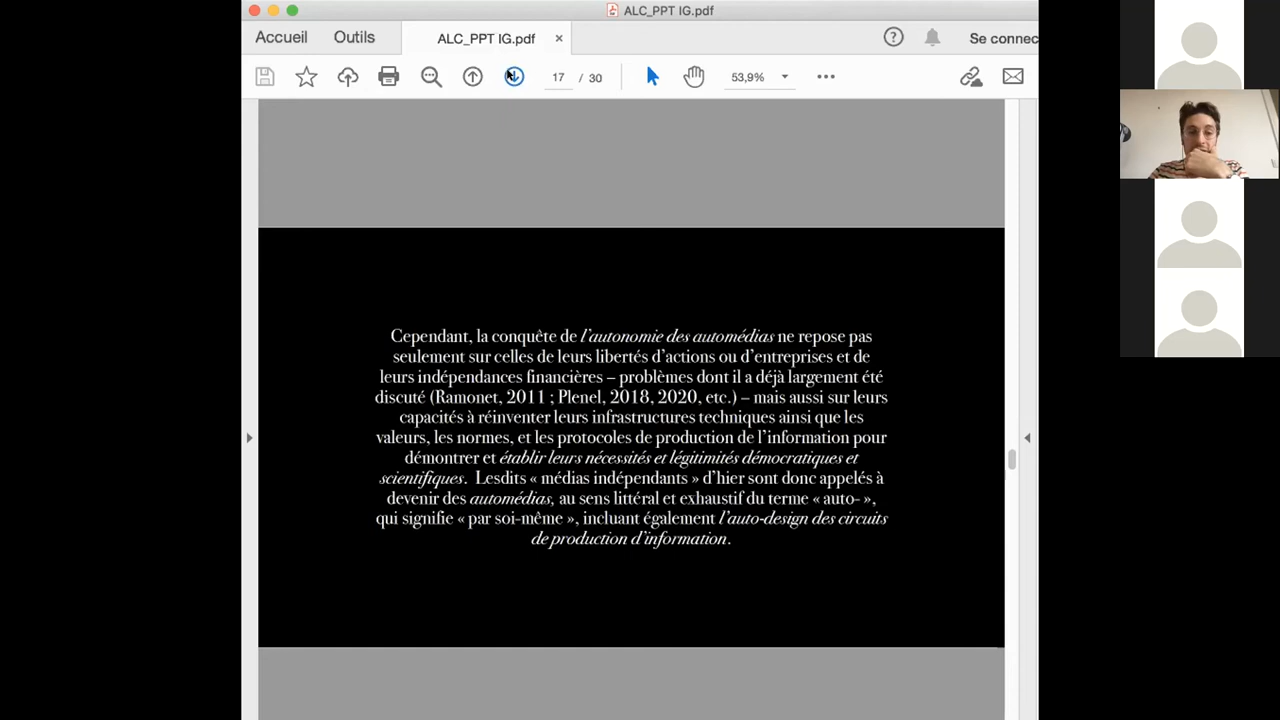 ALC_PPT IG.pdf
Accueil Outils ALC_PPT IG.pdf × Se connec
17 / 30 53,9%
Cependant, la conquête de l’autonomie des automédias ne repose pas
seulement sur celles de leurs libertés d’actions ou d’entreprises et de
leurs indépendances financières – problèmes dont il a déjà largement été
discuté (Ramonet, 2011 ; Plenel, 2018, 2020, etc.) – mais aussi sur leurs
capacités à réinventer leurs infrastructures techniques ainsi que les
valeurs, les normes, et les protocoles de production de l’information pour
démontrer et établir leurs nécessités et légitimités démocratiques et
scientifiques. Lesdits « médias indépendants » d’hier sont donc appelés à
devenir des automédias, au sens littéral et exhaustif du terme « auto- »,
qui signifie « par soi-même », incluant également l’auto-design des circuits
de production d’information.